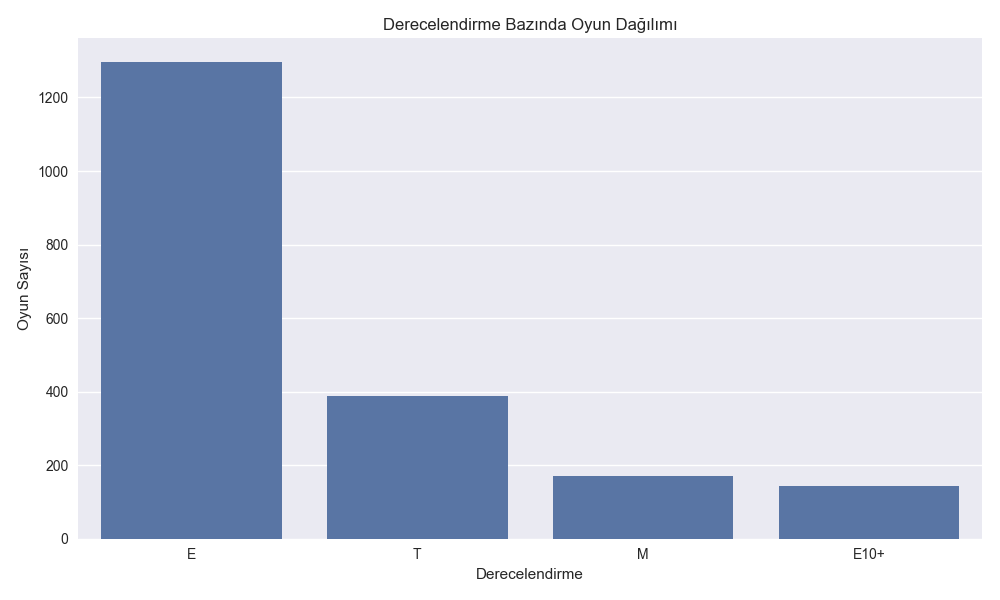 Derecelendirme Bazında Oyun Dağılımı
Oyun Sayısı
1200
1000
800
600
400
200
0
E
T
M
E10+
Derecelendirme